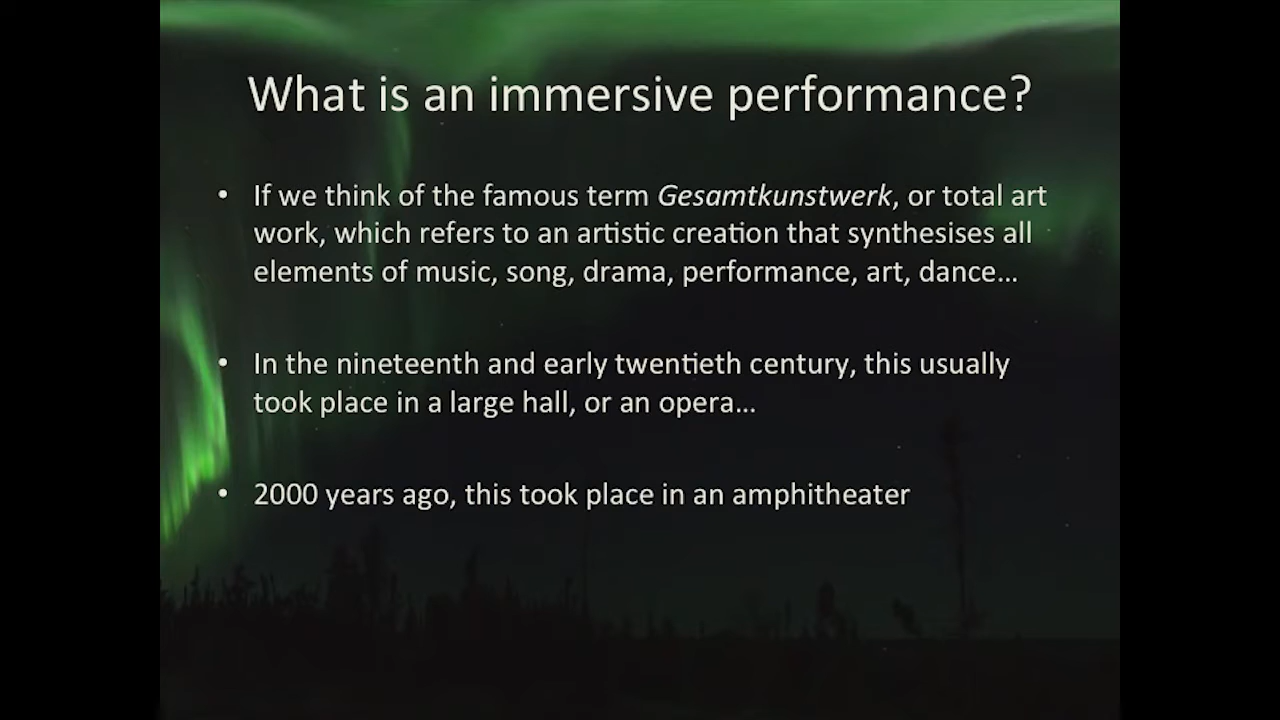 What is an immersive performance?
• If we think of the famous term Gesamtkunstwerk, or total art
work, which refers to an artistic creation that synthesises all
elements of music, song, drama, performance, art, dance…
• In the nineteenth and early twentieth century, this usually
took place in a large hall, or an opera…
• 2000 years ago, this took place in an amphitheater